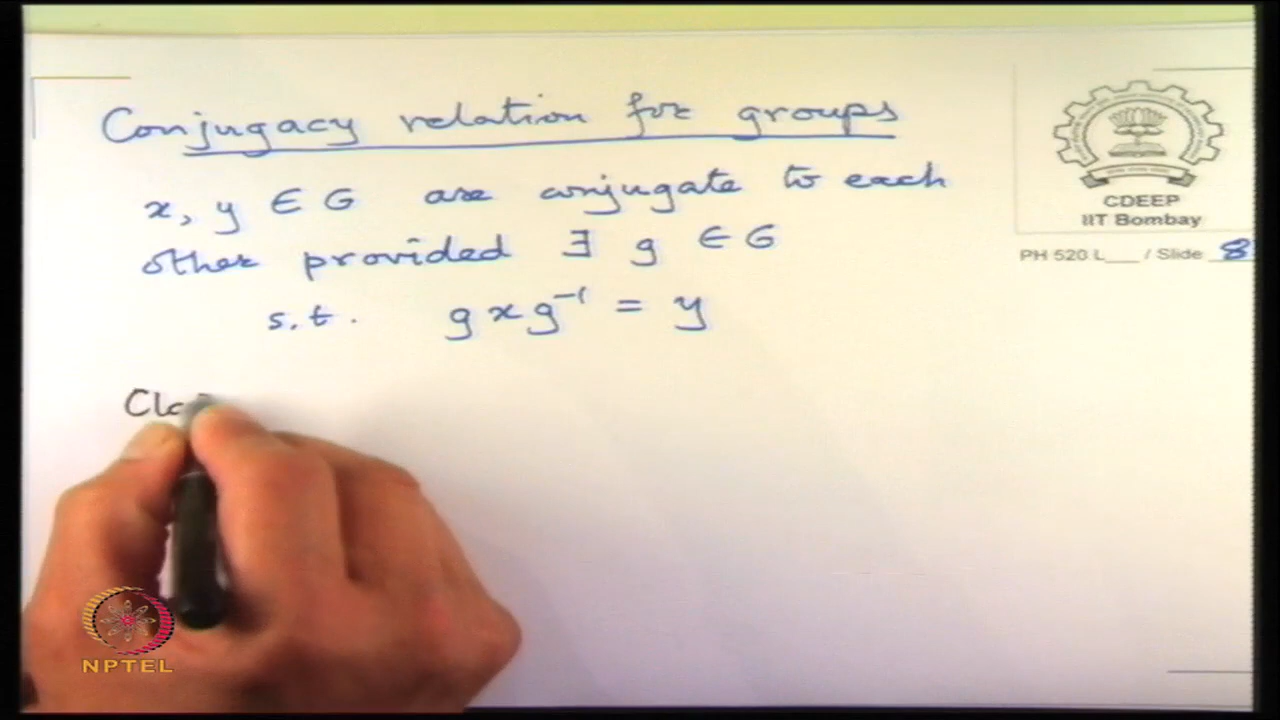 Conjugacy relation for groups
x, y ∈ G are conjugate to each
other provided ∃ g ∈ G
s.t. g x g⁻¹ = y
CDEEP
IIT Bombay
PH 520 L___ / Slide 8
NPTEL